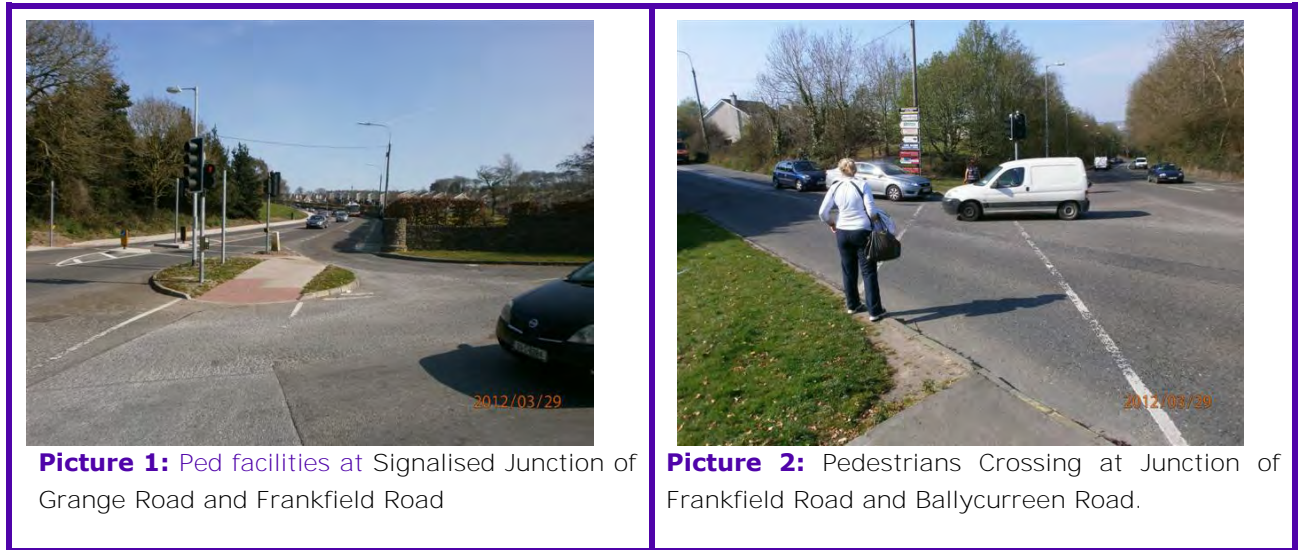 2012/03/29
Picture 1: Ped facilities at Signalised Junction of
Grange Road and Frankfield Road
2012/03/29
Picture 2: Pedestrians Crossing at Junction of
Frankfield Road and Ballycurreen Road.